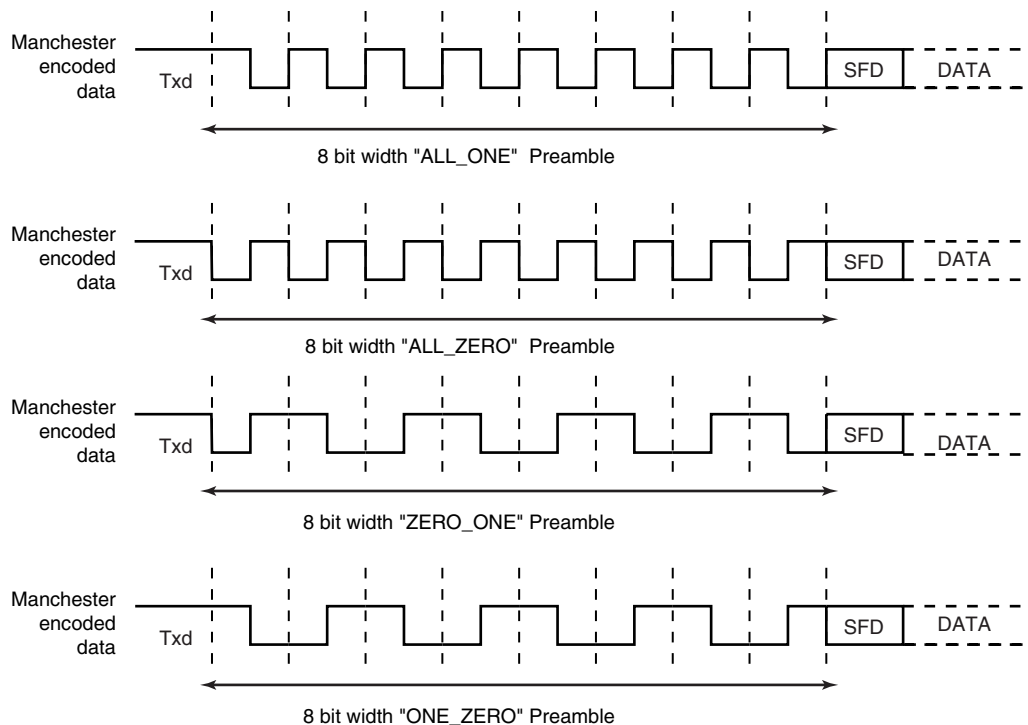 Manchester
encoded
data
Txd
SFD
DATA
8 bit width "ALL_ONE" Preamble
Manchester
encoded
data
Txd
SFD
DATA
8 bit width "ALL_ZERO" Preamble
Manchester
encoded
data
Txd
SFD
DATA
8 bit width "ZERO_ONE" Preamble
Manchester
encoded
data
Txd
SFD
DATA
8 bit width "ONE_ZERO" Preamble